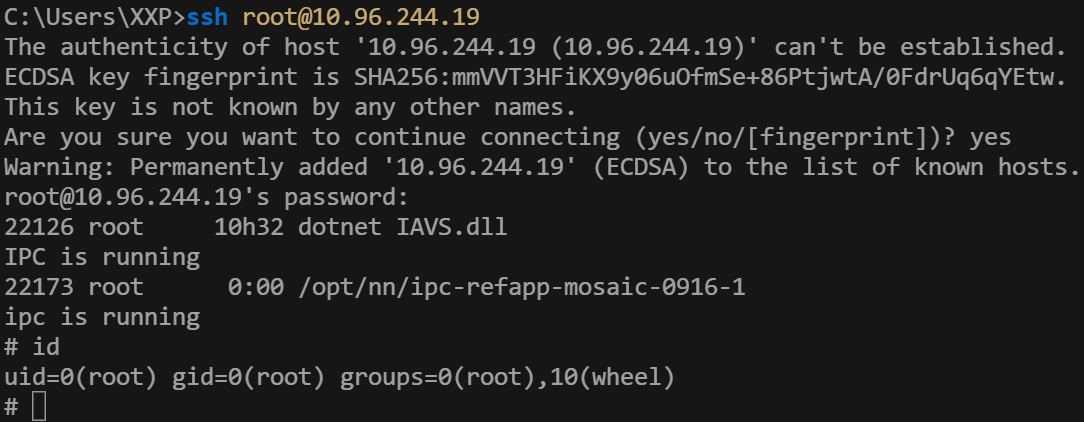 C:\Users\XXP>ssh root@10.96.244.19
The authenticity of host '10.96.244.19 (10.96.244.19)' can't be established.
ECDSA key fingerprint is SHA256:mmVVT3HFiKX9y06uOfmSe+86PtjwtA/0FdrUq6qYEtw.
This key is not known by any other names.
Are you sure you want to continue connecting (yes/no/[fingerprint])? yes
Warning: Permanently added '10.96.244.19' (ECDSA) to the list of known hosts.
root@10.96.244.19's password:
22126 root     10h32 dotnet IAVS.dll
IPC is running
22173 root      0:00 /opt/nn/ipc-refapp-mosaic-0916-1
ipc is running
# id
uid=0(root) gid=0(root) groups=0(root),10(wheel)
#